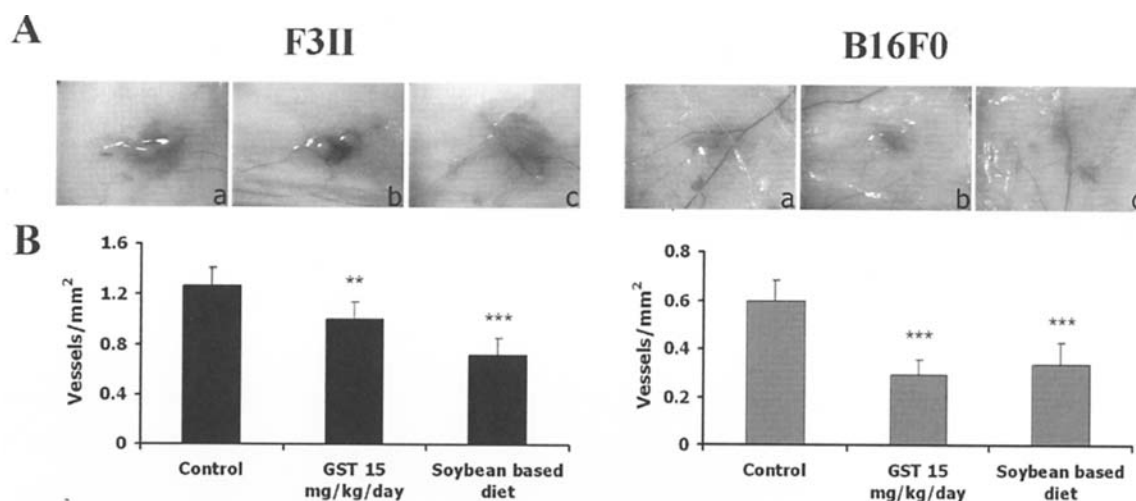 A
F3II
B16F0
a
b
c
a
b
c
B
Vessels/mm²
1.6
1.2
0.8
0.4
0
**
***
Control
GST 15
mg/kg/day
Soybean based
diet
Vessels/mm²
0.8
0.6
0.4
0.2
0
***
***
Control
GST 15
mg/kg/day
Soybean based
diet